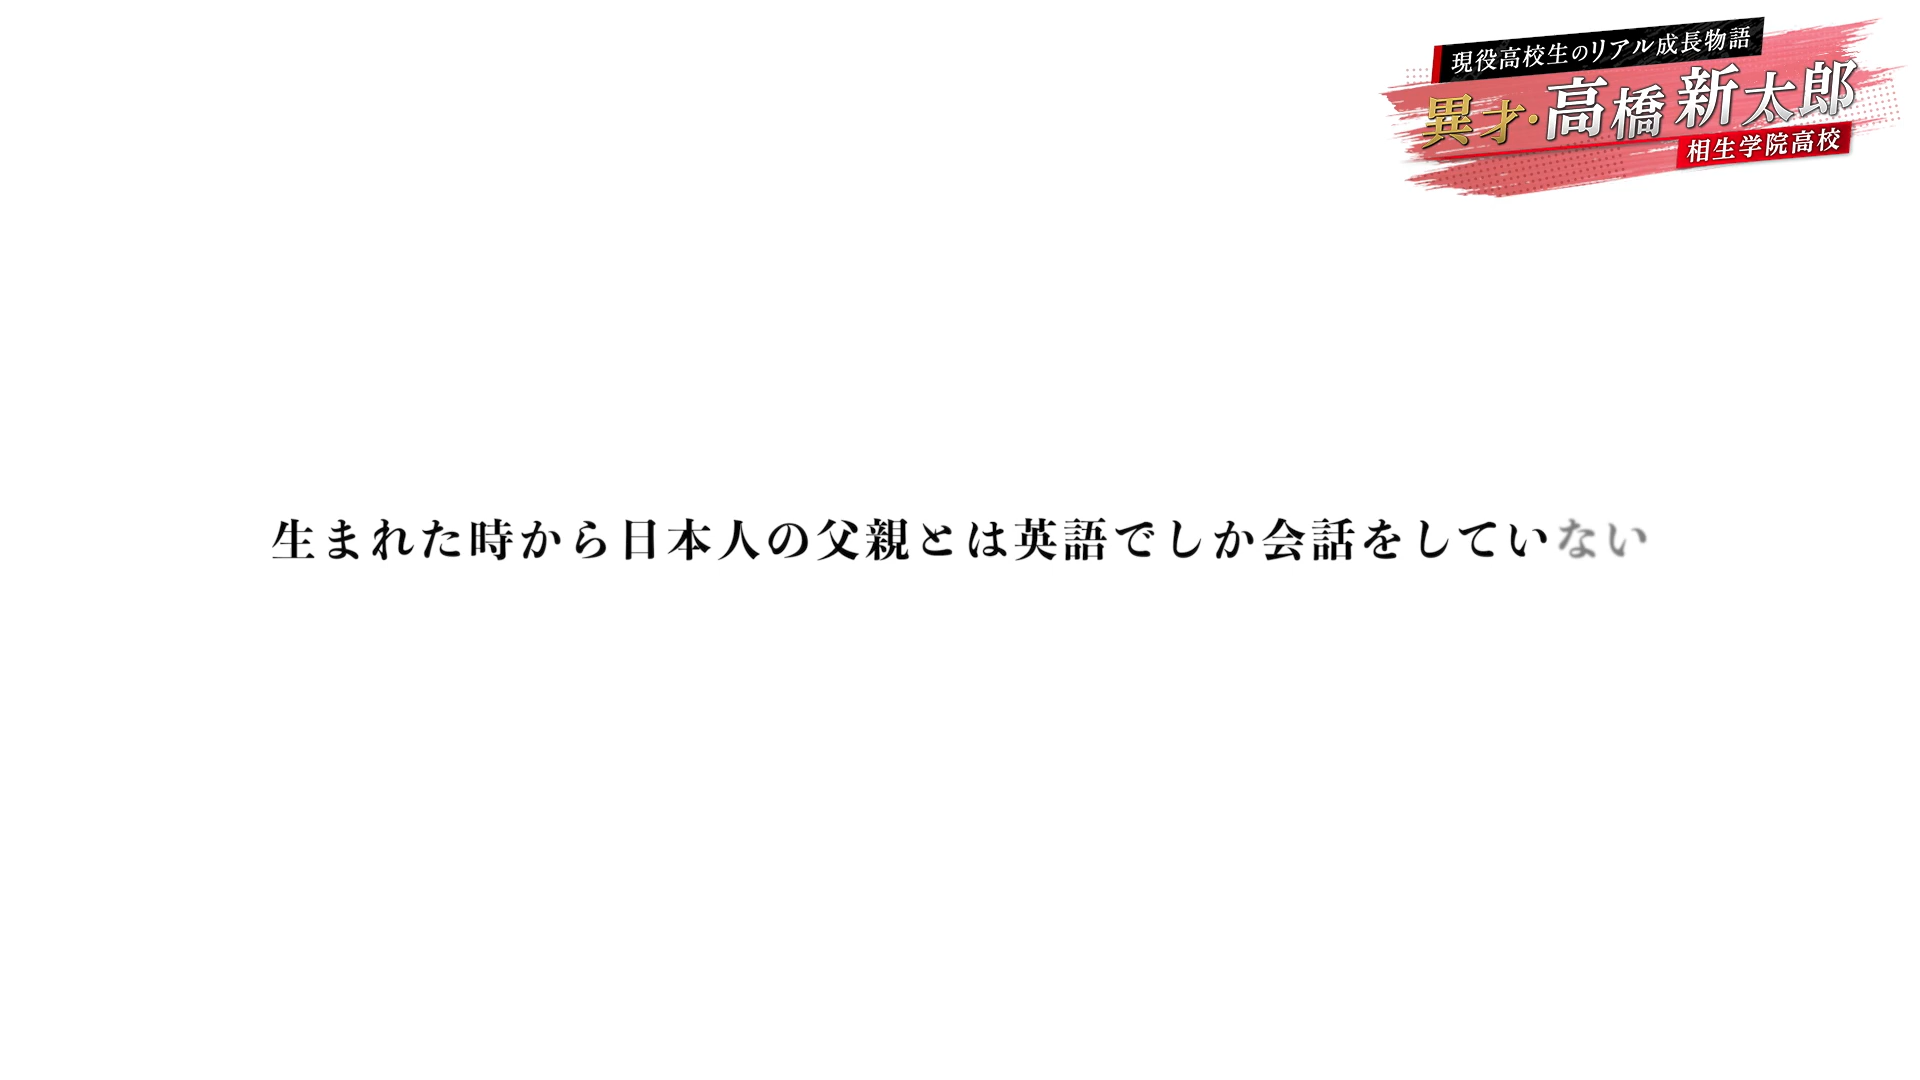 現役高校生のリアル成長物語
異才・高橋新太郎
相生学院高校
生まれた時から日本人の父親とは英語でしか会話をしていない